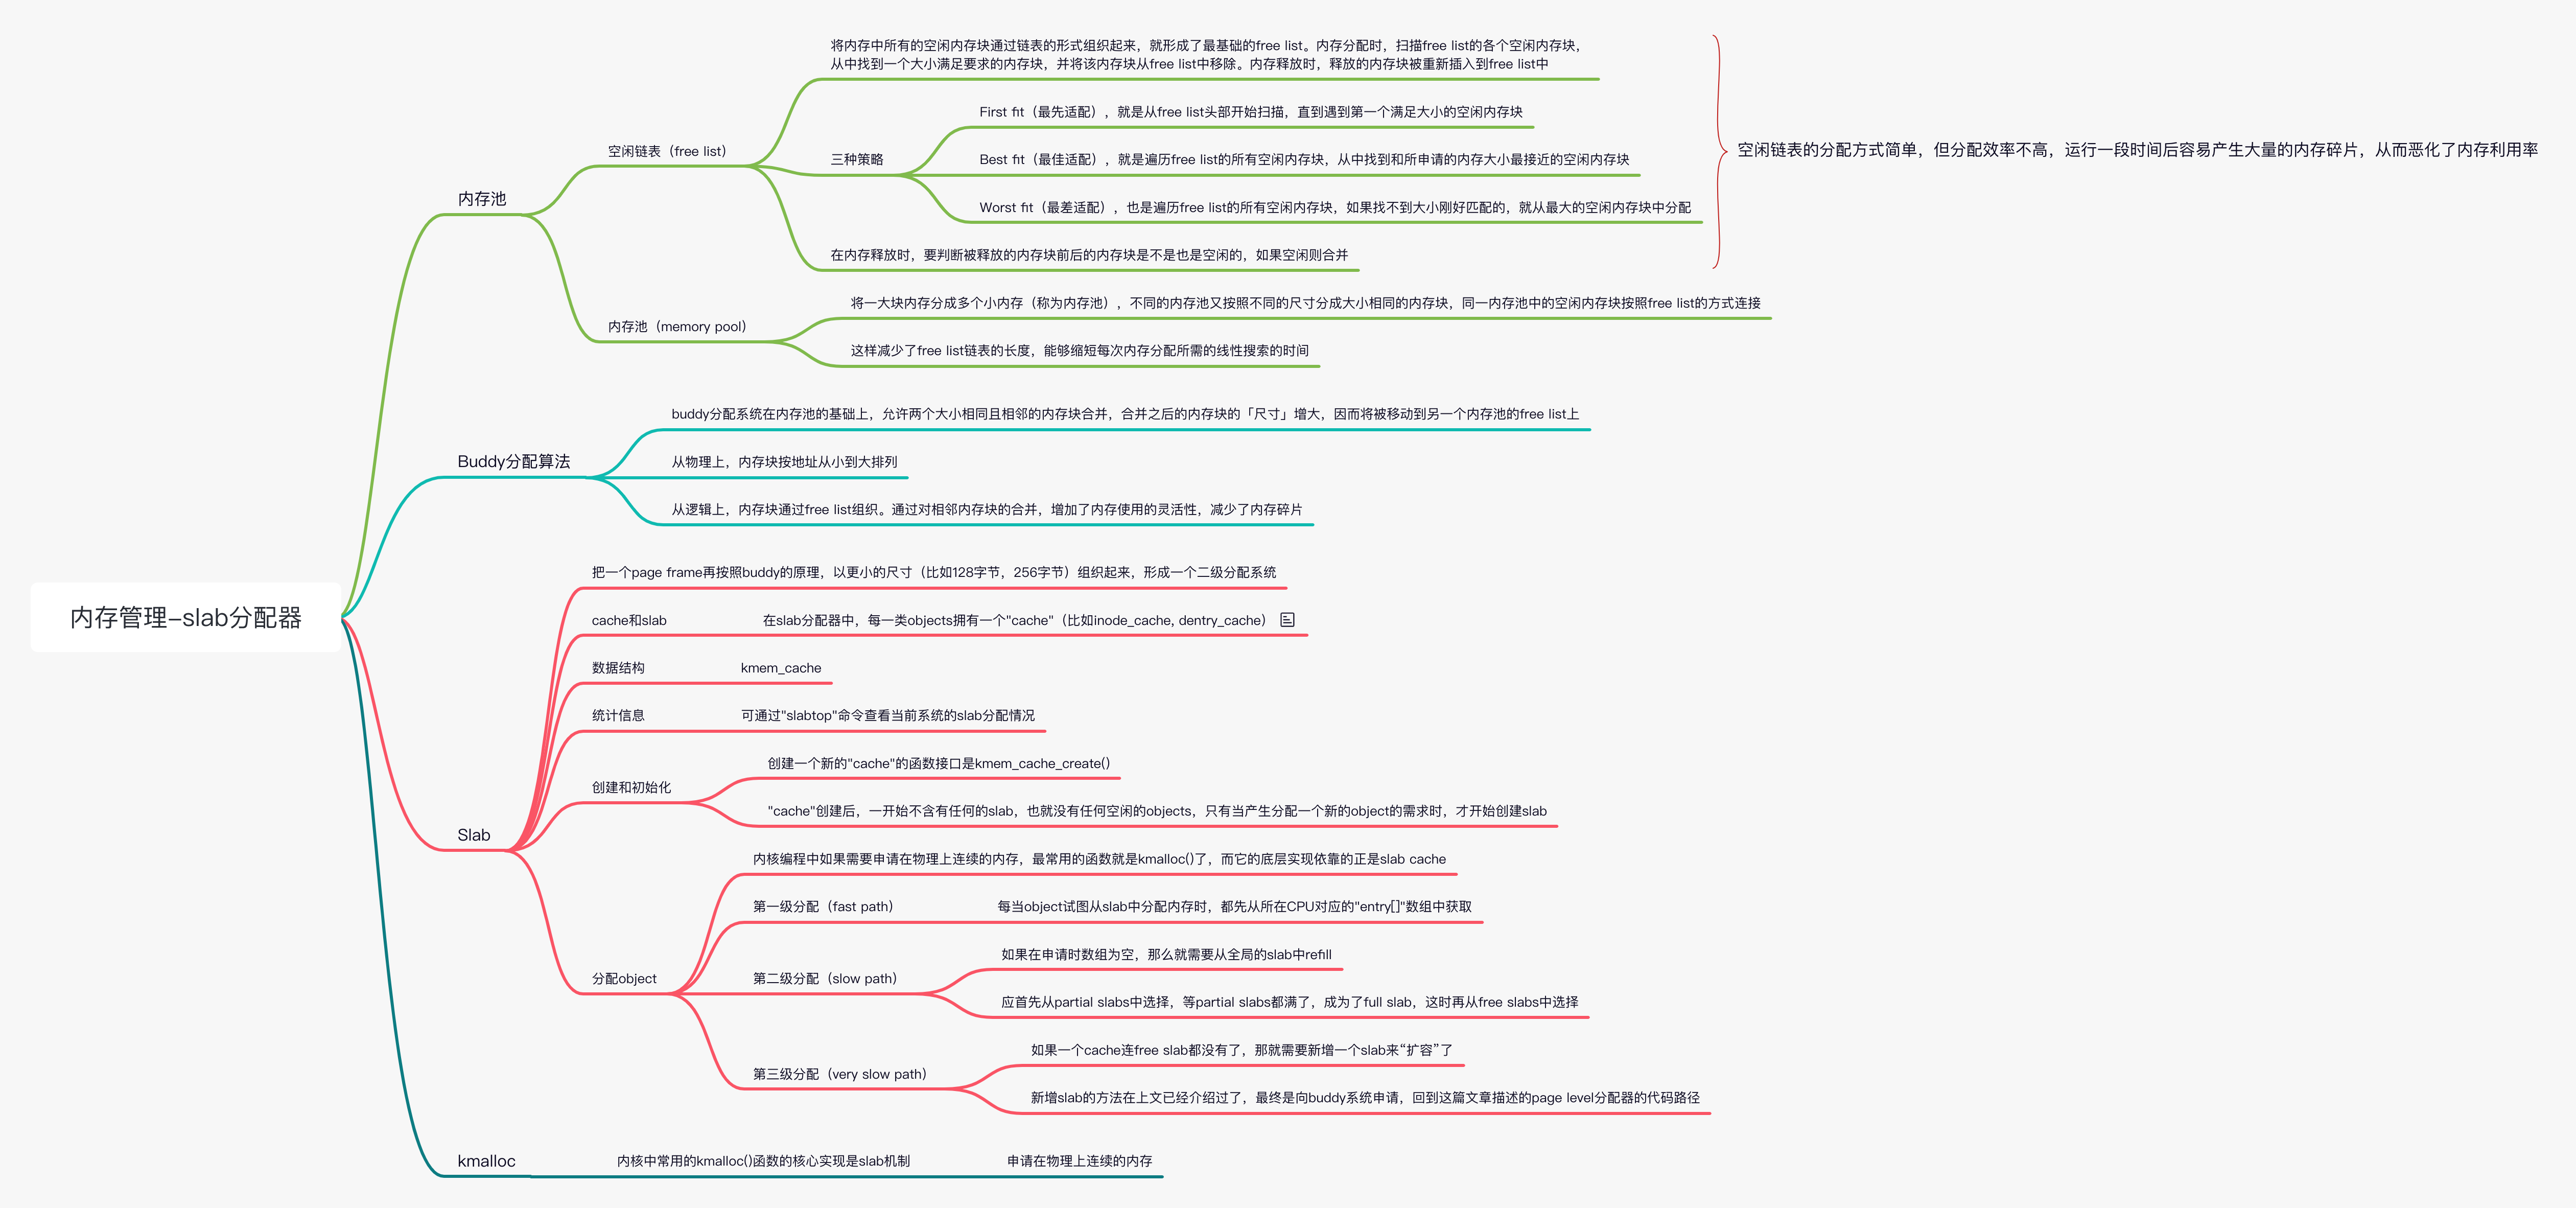 内存管理-slab分配器
内存池
空闲链表（free list）
将内存中所有的空闲内存块通过链表的形式组织起来，就形成了最基础的free list。内存分配时，扫描free list的各个空闲内存块，
从中找到一个大小满足要求的内存块，并将该内存块从free list中移除。内存释放时，释放的内存块被重新插入到free list中
三种策略
First fit（最先适配），就是从free list头部开始扫描，直到遇到第一个满足大小的空闲内存块
Best fit（最佳适配），就是遍历free list的所有空闲内存块，从中找到和所申请的内存大小最接近的空闲内存块
Worst fit（最差适配），也是遍历free list的所有空闲内存块，如果找不到大小刚好匹配的，就从最大的空闲内存块中分配
在内存释放时，要判断被释放的内存块前后的内存块是不是也是空闲的，如果空闲则合并
空闲链表的分配方式简单，但分配效率不高，运行一段时间后容易产生大量的内存碎片，从而恶化了内存利用率
内存池（memory pool）
将一大块内存分成多个小内存（称为内存池），不同的内存池又按照不同的尺寸分成大小相同的内存块，同一内存池中的空闲内存块按照free list的方式连接
这样减少了free list链表的长度，能够缩短每次内存分配所需的线性搜索的时间
Buddy分配算法
buddy分配系统在内存池的基础上，允许两个大小相同且相邻的内存块合并，合并之后的内存块的「尺寸」增大，因而将被移动到另一个内存池的free list上
从物理上，内存块按地址从小到大排列
从逻辑上，内存块通过free list组织。通过对相邻内存块的合并，增加了内存使用的灵活性，减少了内存碎片
Slab
把一个page frame再按照buddy的原理，以更小的尺寸（比如128字节，256字节）组织起来，形成一个二级分配系统
cache和slab
在slab分配器中，每一类objects拥有一个"cache"（比如inode_cache, dentry_cache）
数据结构
kmem_cache
统计信息
可通过"slabtop"命令查看当前系统的slab分配情况
创建和初始化
创建一个新的"cache"的函数接口是kmem_cache_create()
"cache"创建后，一开始不含有任何的slab，也就没有任何空闲的objects，只有当产生分配一个新的object的需求时，才开始创建slab
分配object
内核编程中如果需要申请在物理上连续的内存，最常用的函数就是kmalloc()了，而它的底层实现依靠的正是slab cache
第一级分配（fast path）
每当object试图从slab中分配内存时，都先从所在CPU对应的"entry[]"数组中获取
第二级分配（slow path）
如果在申请时数组为空，那么就需要从全局的slab中refill
应首先从partial slabs中选择，等partial slabs都满了，成为了full slab，这时再从free slabs中选择
第三级分配（very slow path）
如果一个cache连free slab都没有了，那就需要新增一个slab来“扩容”了
新增slab的方法在上文已经介绍过了，最终是向buddy系统申请，回到这篇文章描述的page level分配器的代码路径
kmalloc
内核中常用的kmalloc()函数的核心实现是slab机制
申请在物理上连续的内存